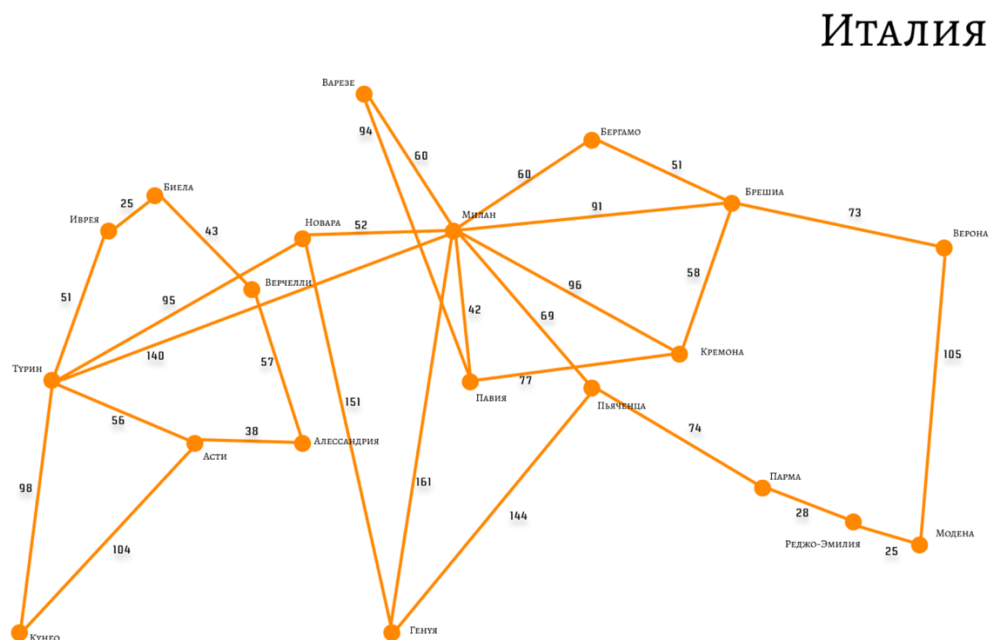 Италия
Варезе
94
60
Бергамо
60
51
Биела
25
Иврея
43
Новара
52
Милан
91
Брешиа
73
Верона
Верчелли
51
95
42
69
96
58
140
57
Турин
Кремона
105
77
Павия
Пьяченца
151
56
38
Алессандрия
Асти
74
98
161
Парма
28
144
Реджо-Эмилия
25
Модена
104
Кунео
Генуя